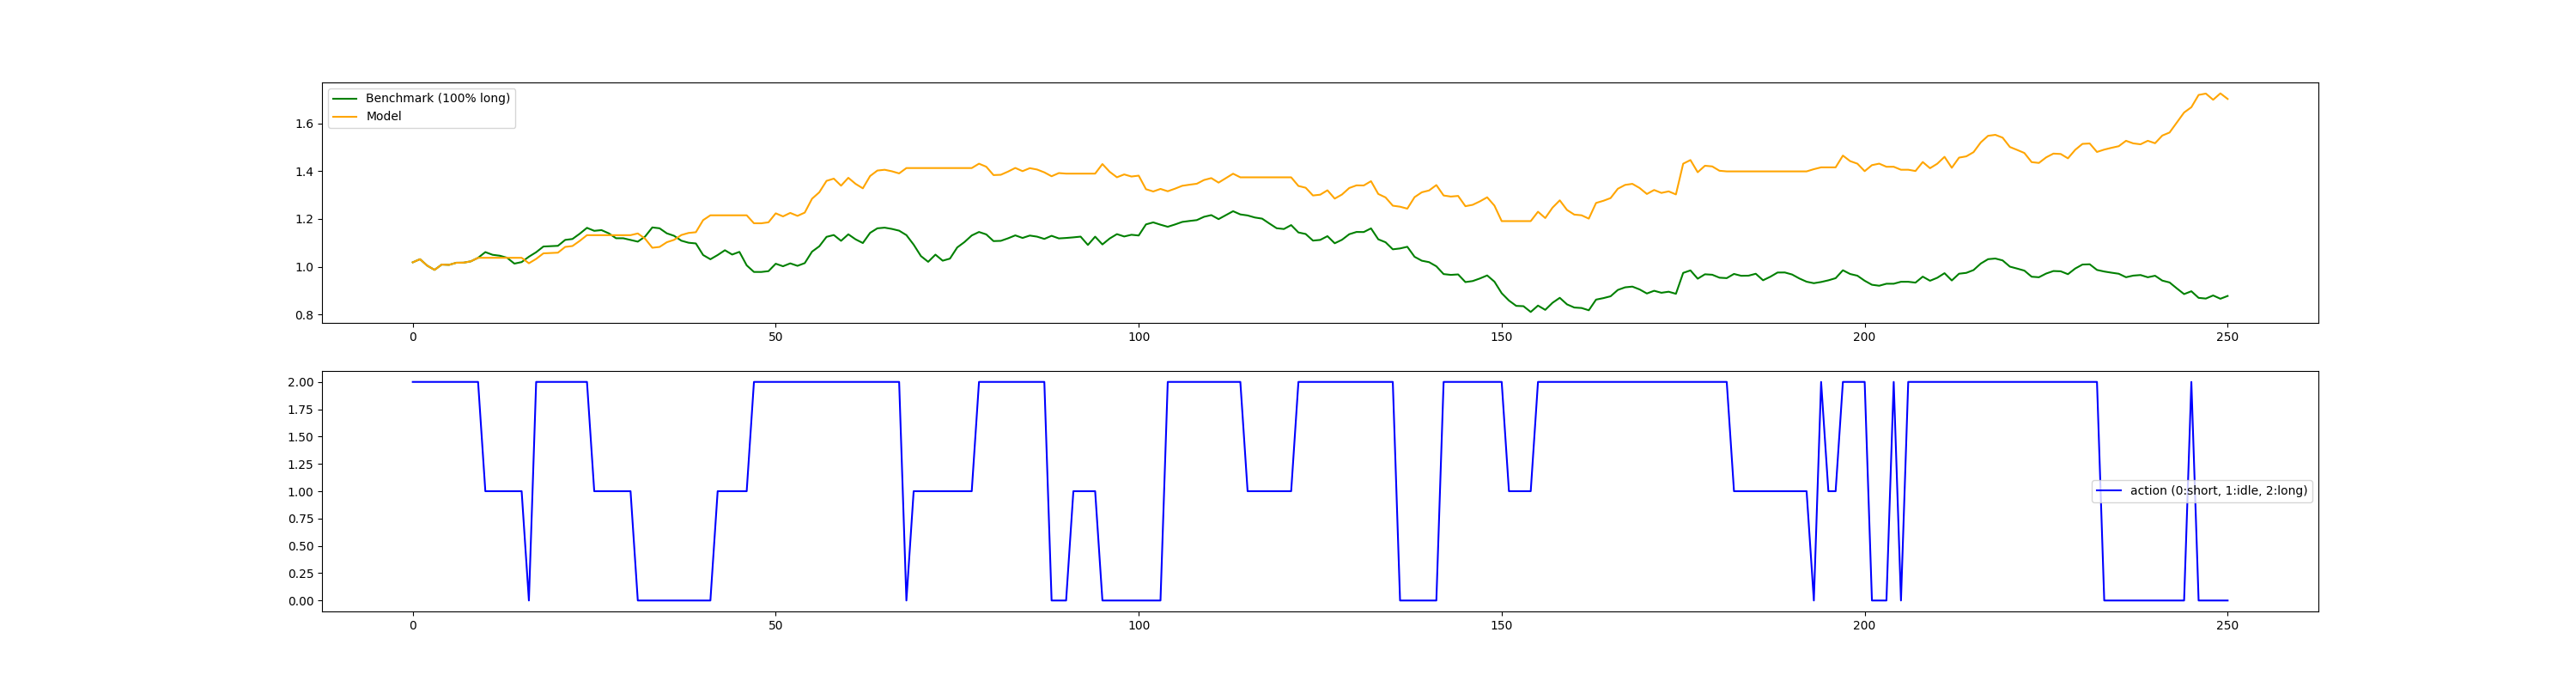 Benchmark (100% long)
Model
1.6
1.4
1.2
1.0
0.8
0 50 100 150 200 250
2.00
1.75
1.50
1.25
1.00
0.75
0.50
0.25
0.00
action (0:short, 1:idle, 2:long)
0 50 100 150 200 250